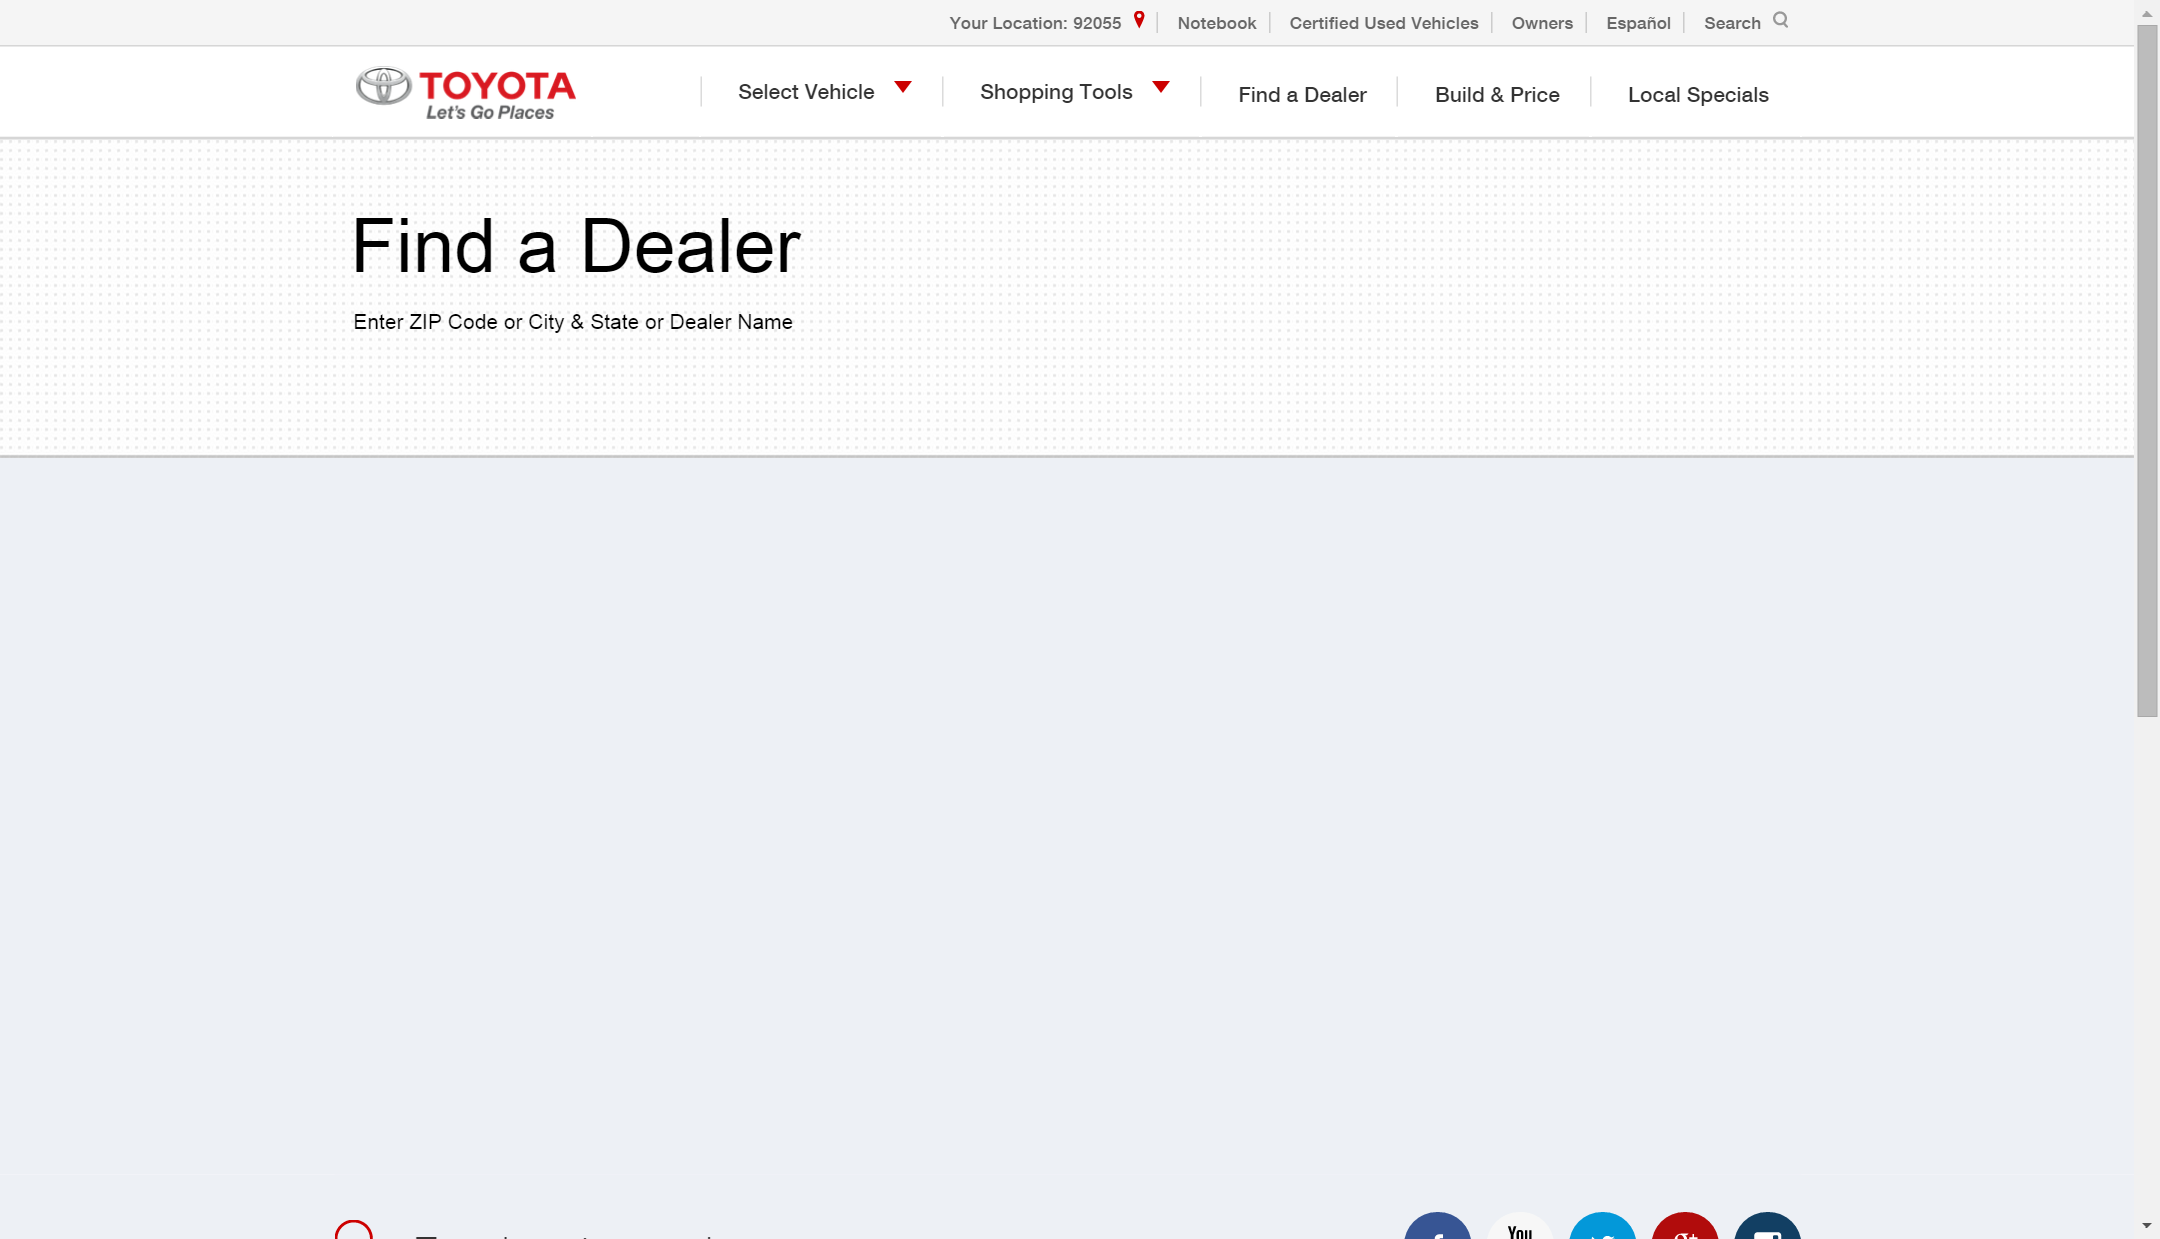 Your Location: 92055
Notebook
Certified Used Vehicles
Owners
Español
Search
TOYOTA
Let's Go Places
Select Vehicle
Shopping Tools
Find a Dealer
Build & Price
Local Specials
Find a Dealer
Enter ZIP Code or City & State or Dealer Name
You